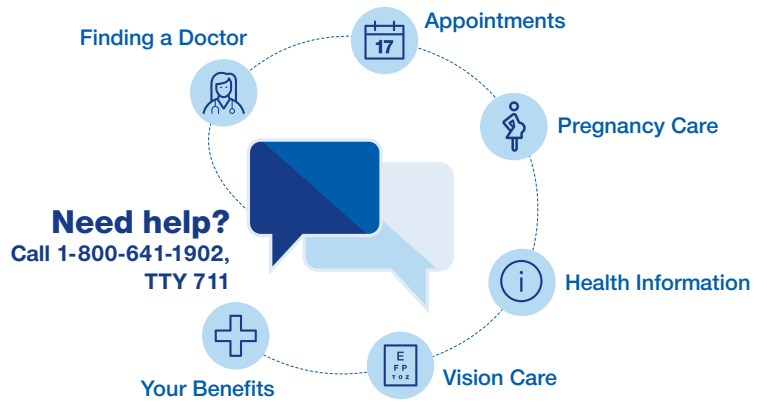 Finding a Doctor
Appointments
17
Pregnancy Care
Need help?
Call 1-800-641-1902,
TTY 711
i
Health Information
E
F P
T O Z
Vision Care
Your Benefits